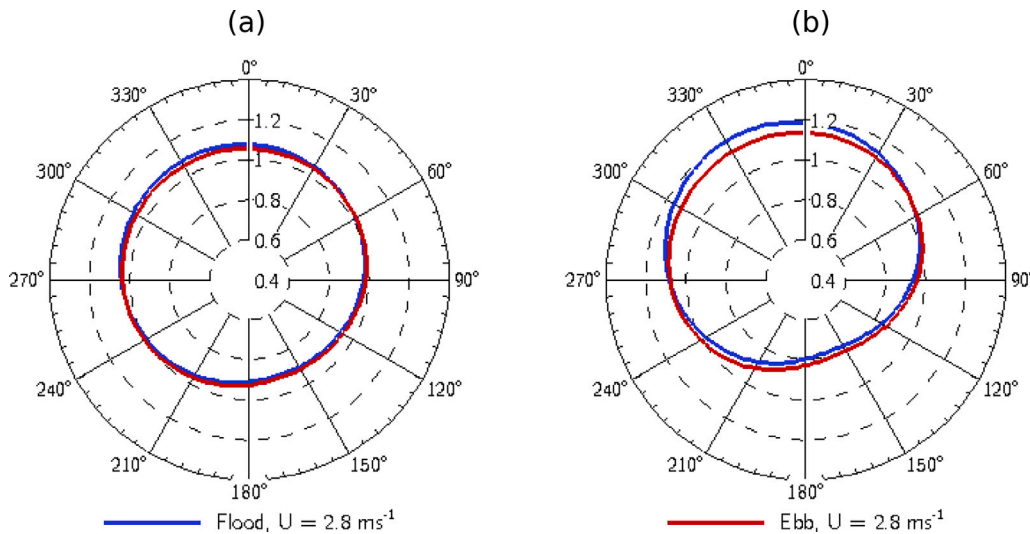 (a) (b)
0° 0°
330° 30° 330° 30°
1.2 1.2
300° 1 60° 300° 1 60°
0.8 0.8
0.6 0.6
270° 0.4 90° 270° 0.4 90°
240° 120° 240° 120°
210° 150° 210° 150°
180° 180°
Flood, U = 2.8 ms⁻¹ Ebb, U = 2.8 ms⁻¹